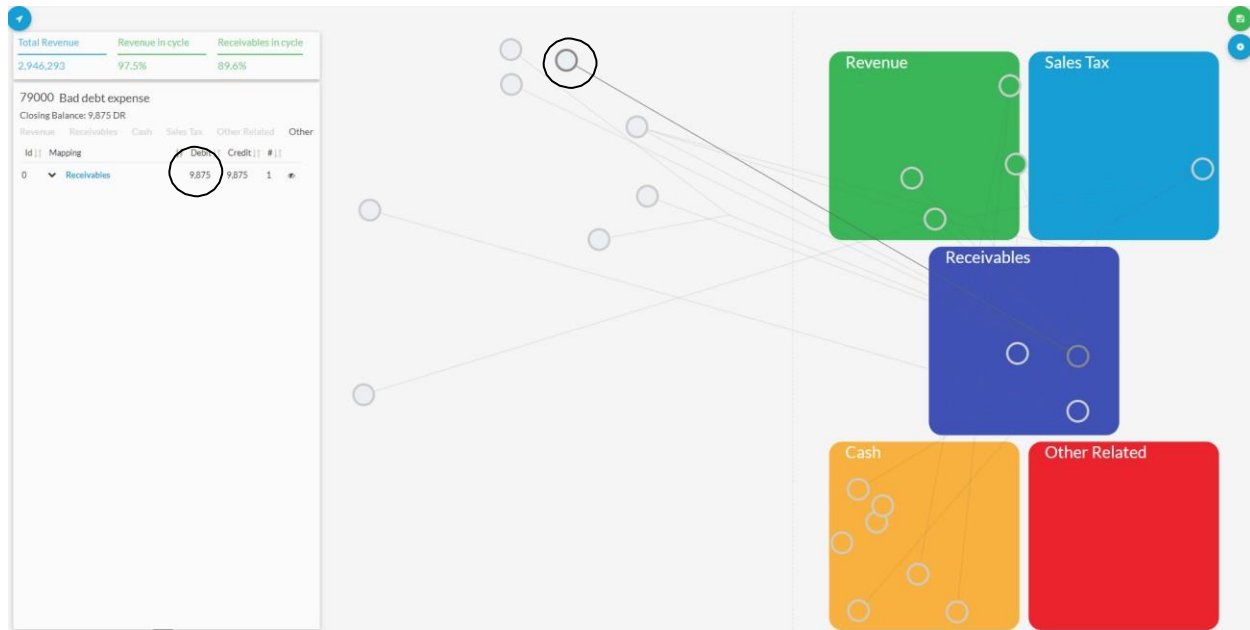 Total Revenue Revenue in cycle Receivables in cycle
2,946,293 97.5% 89.6%
79000 Bad debt expense
Closing Balance: 9,875 DR
Revenue Receivables Cash Sales Tax Other Related Other
Id Mapping Debit Credit #
0 Receivables 9,875 9,875 1
Revenue
Sales Tax
Receivables
Cash
Other Related